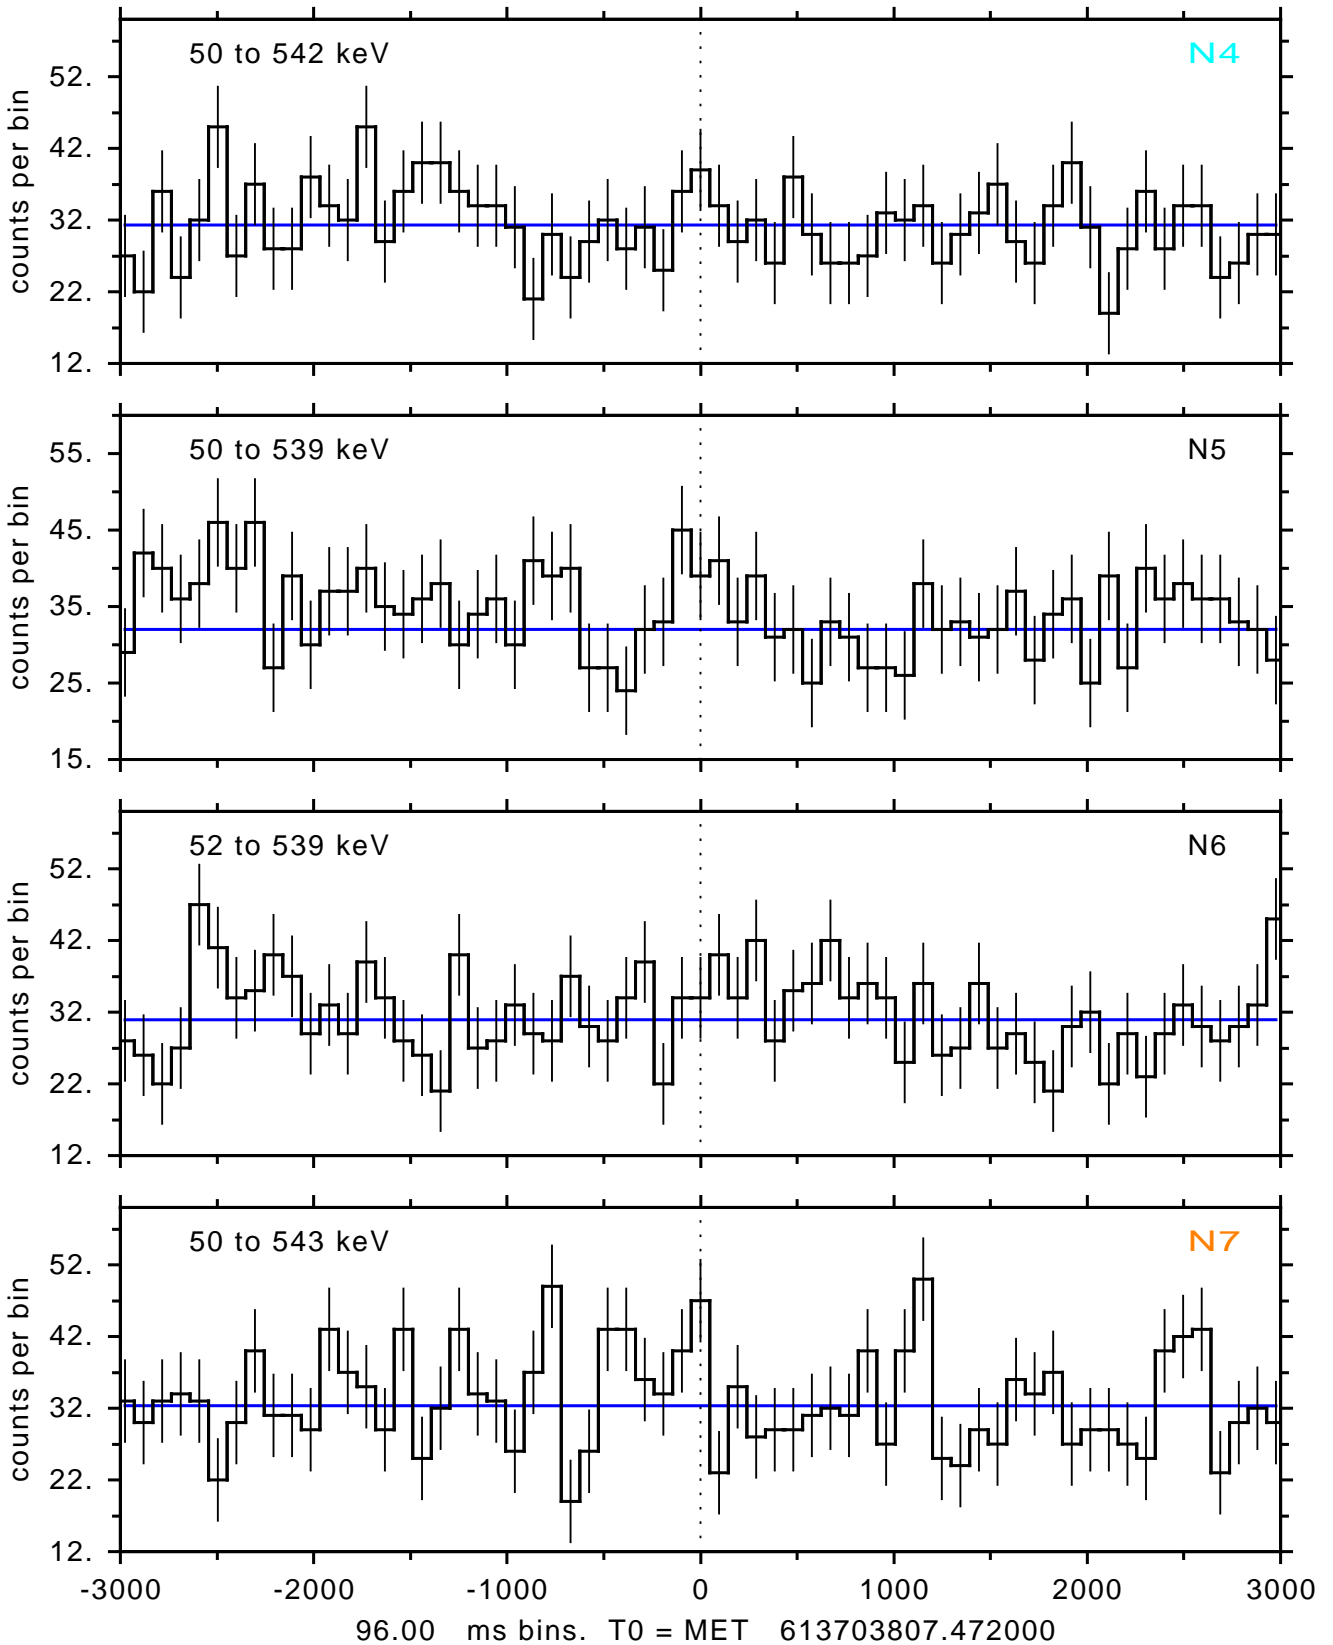 50 to 542 keV N4
52.
42.
32.
22.
12.
counts per bin
50 to 539 keV N5
55.
45.
35.
25.
15.
counts per bin
52 to 539 keV N6
52.
42.
32.
22.
12.
counts per bin
50 to 543 keV N7
52.
42.
32.
22.
12.
counts per bin
-3000 -2000 -1000 0 1000 2000 3000
96.00 ms bins. T0 = MET 613703807.472000